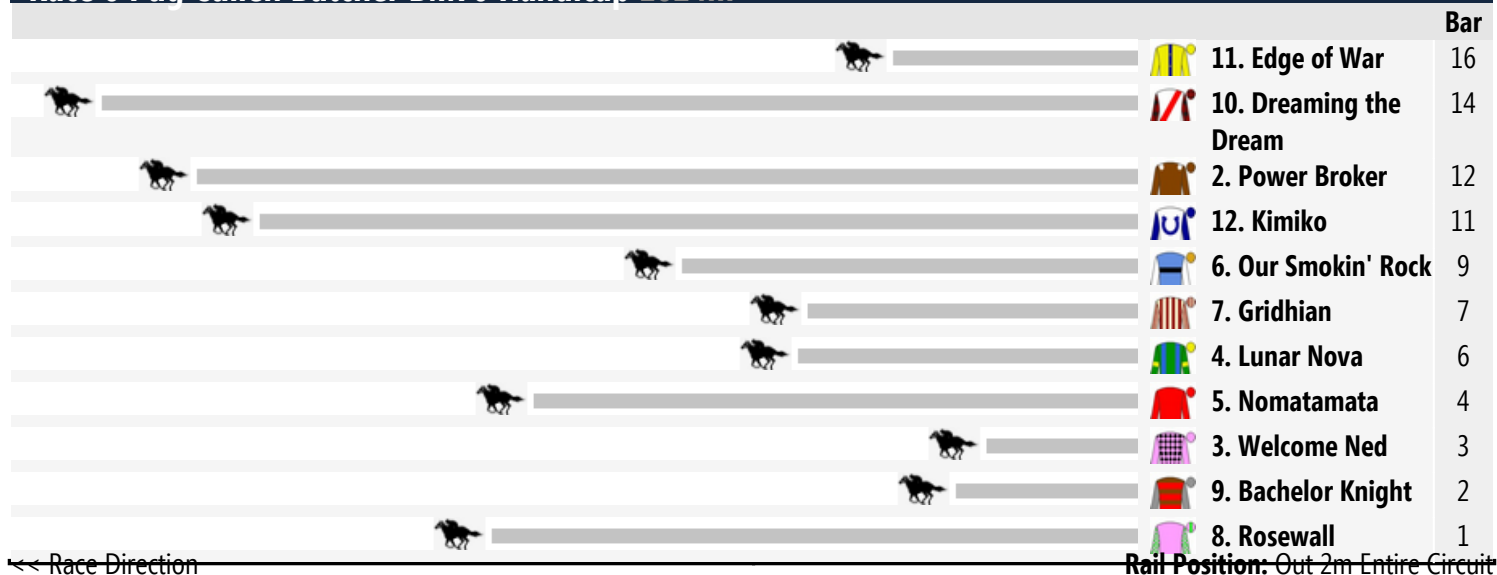 Bar
11. Edge of War 16
10. Dreaming the 14
Dream
2. Power Broker 12
12. Kimiko 11
6. Our Smokin' Rock 9
7. Gridhian 7
4. Lunar Nova 6
5. Nomatamata 4
3. Welcome Ned 3
9. Bachelor Knight 2
8. Rosewall 1
<< Race Direction Rail Position: Out 2m Entire Circuit